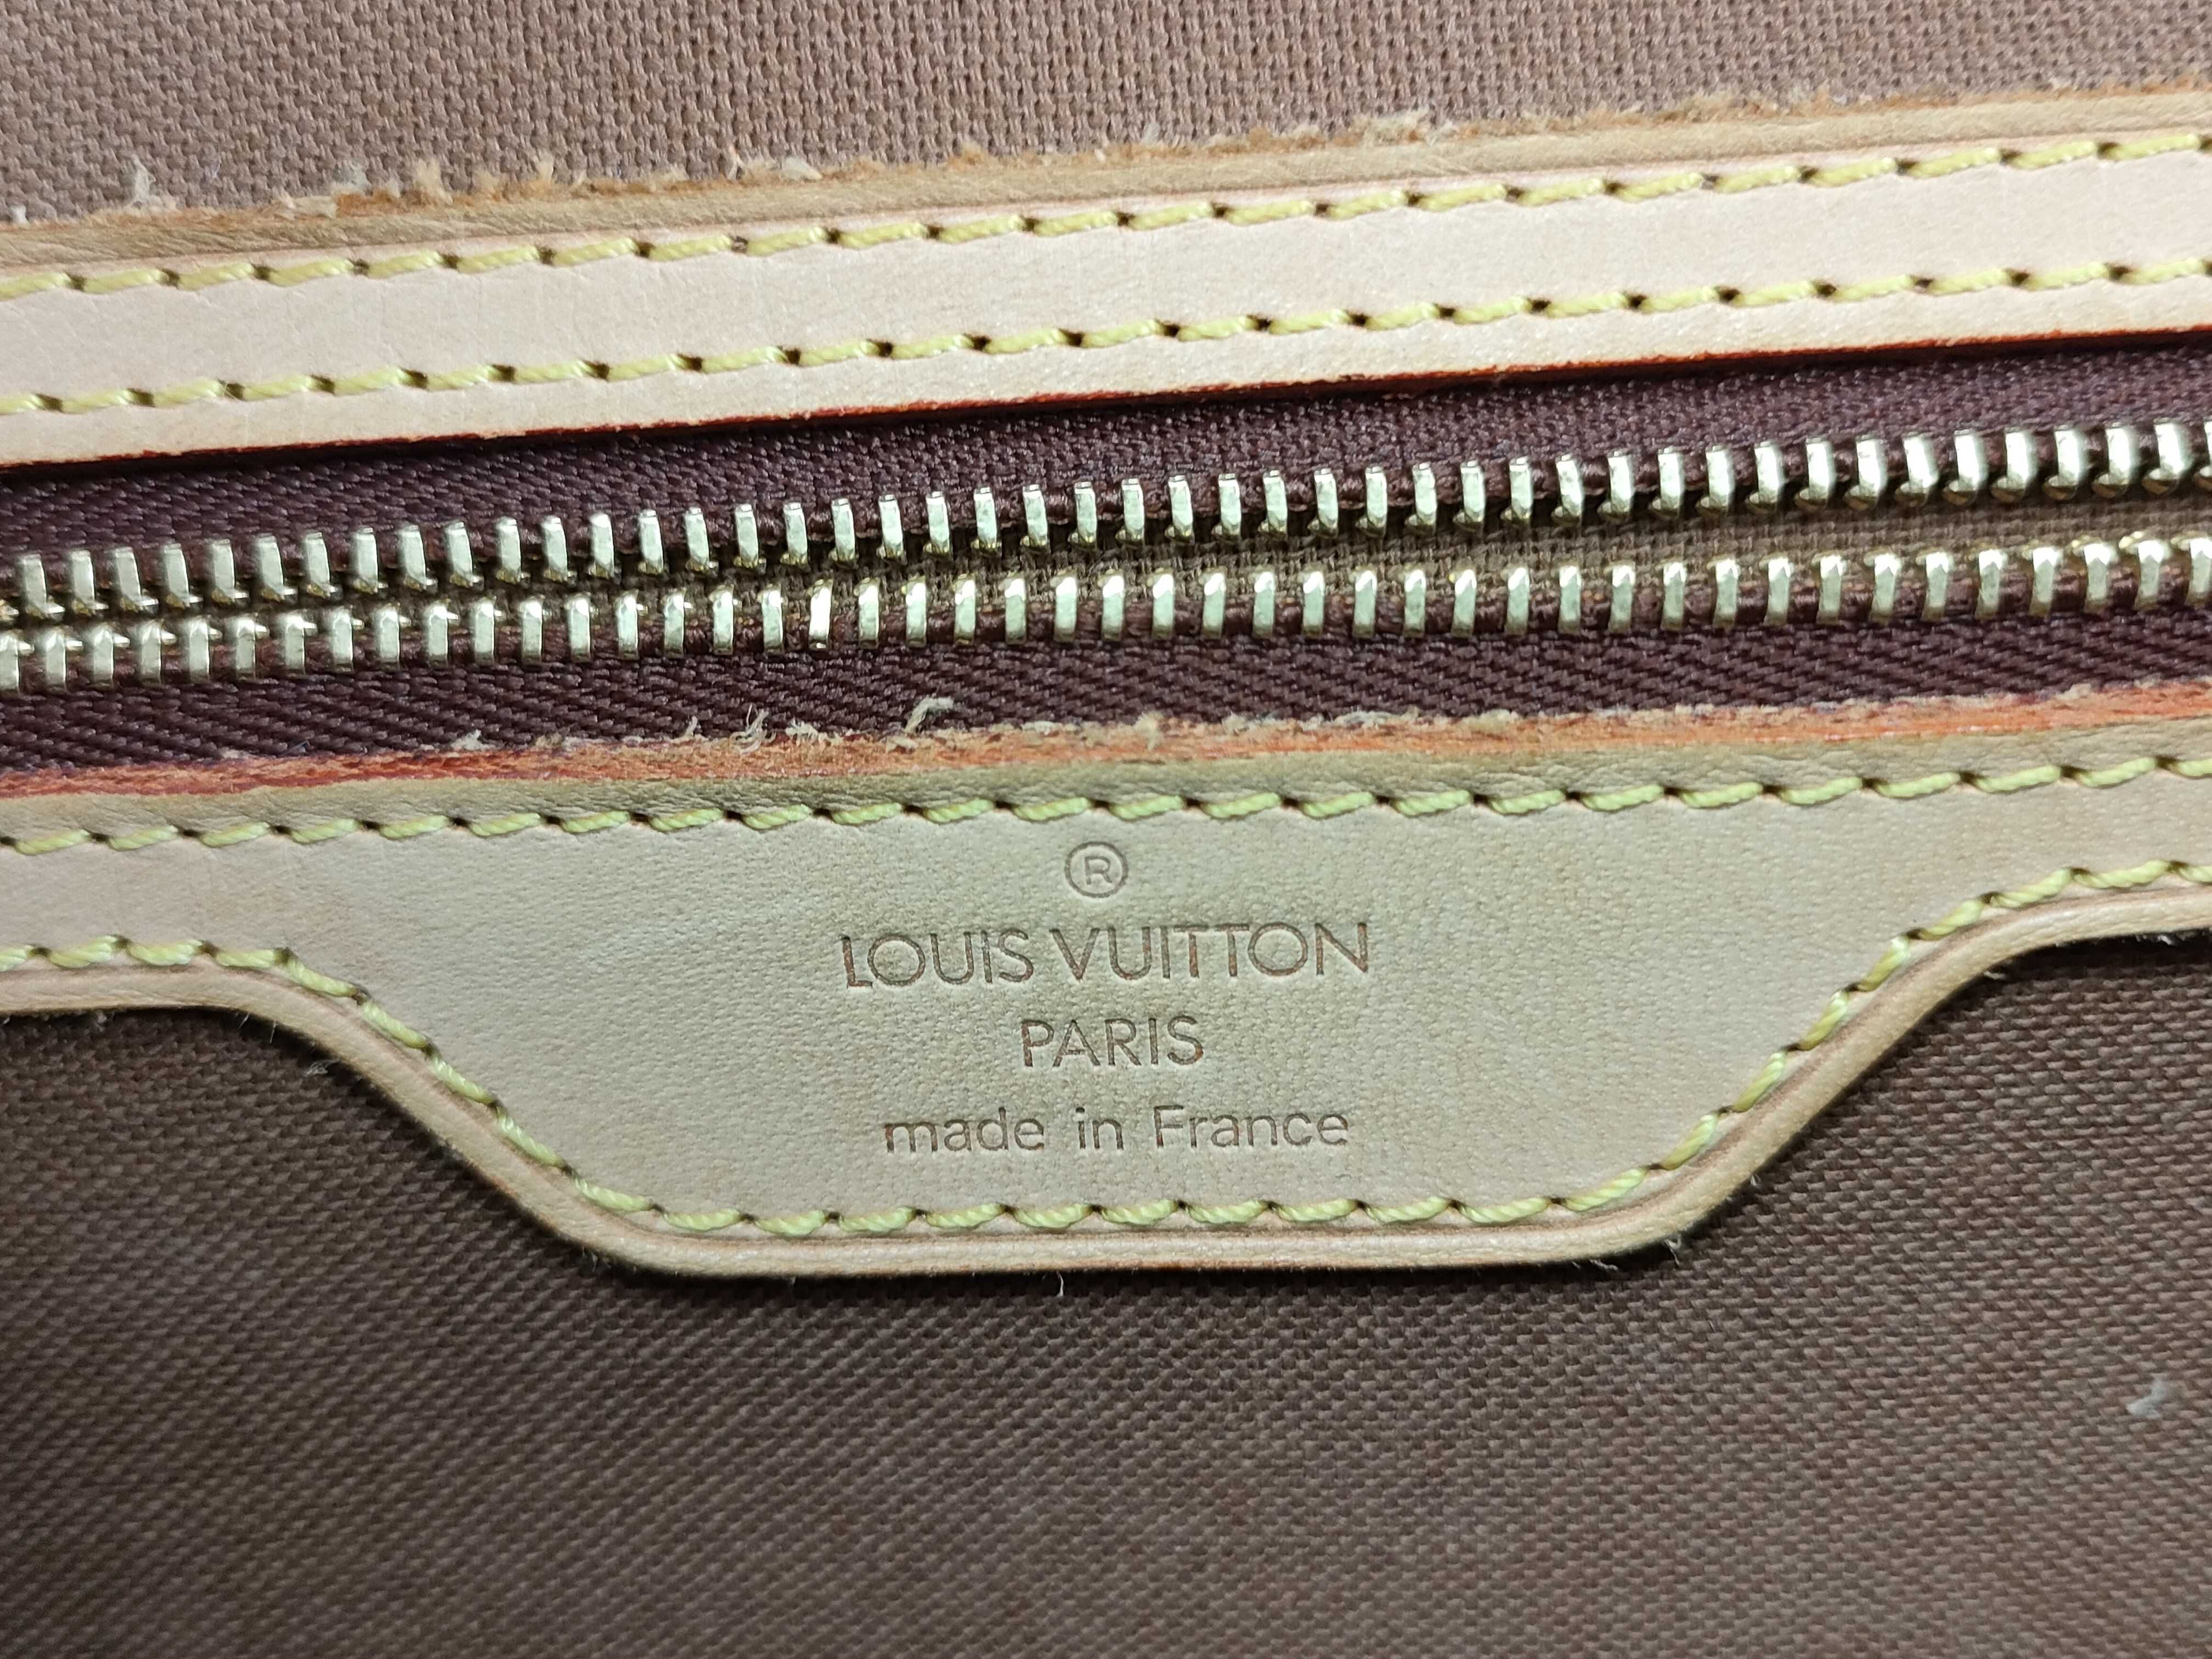 ®
LOUIS VUITTON
PARIS
made in France